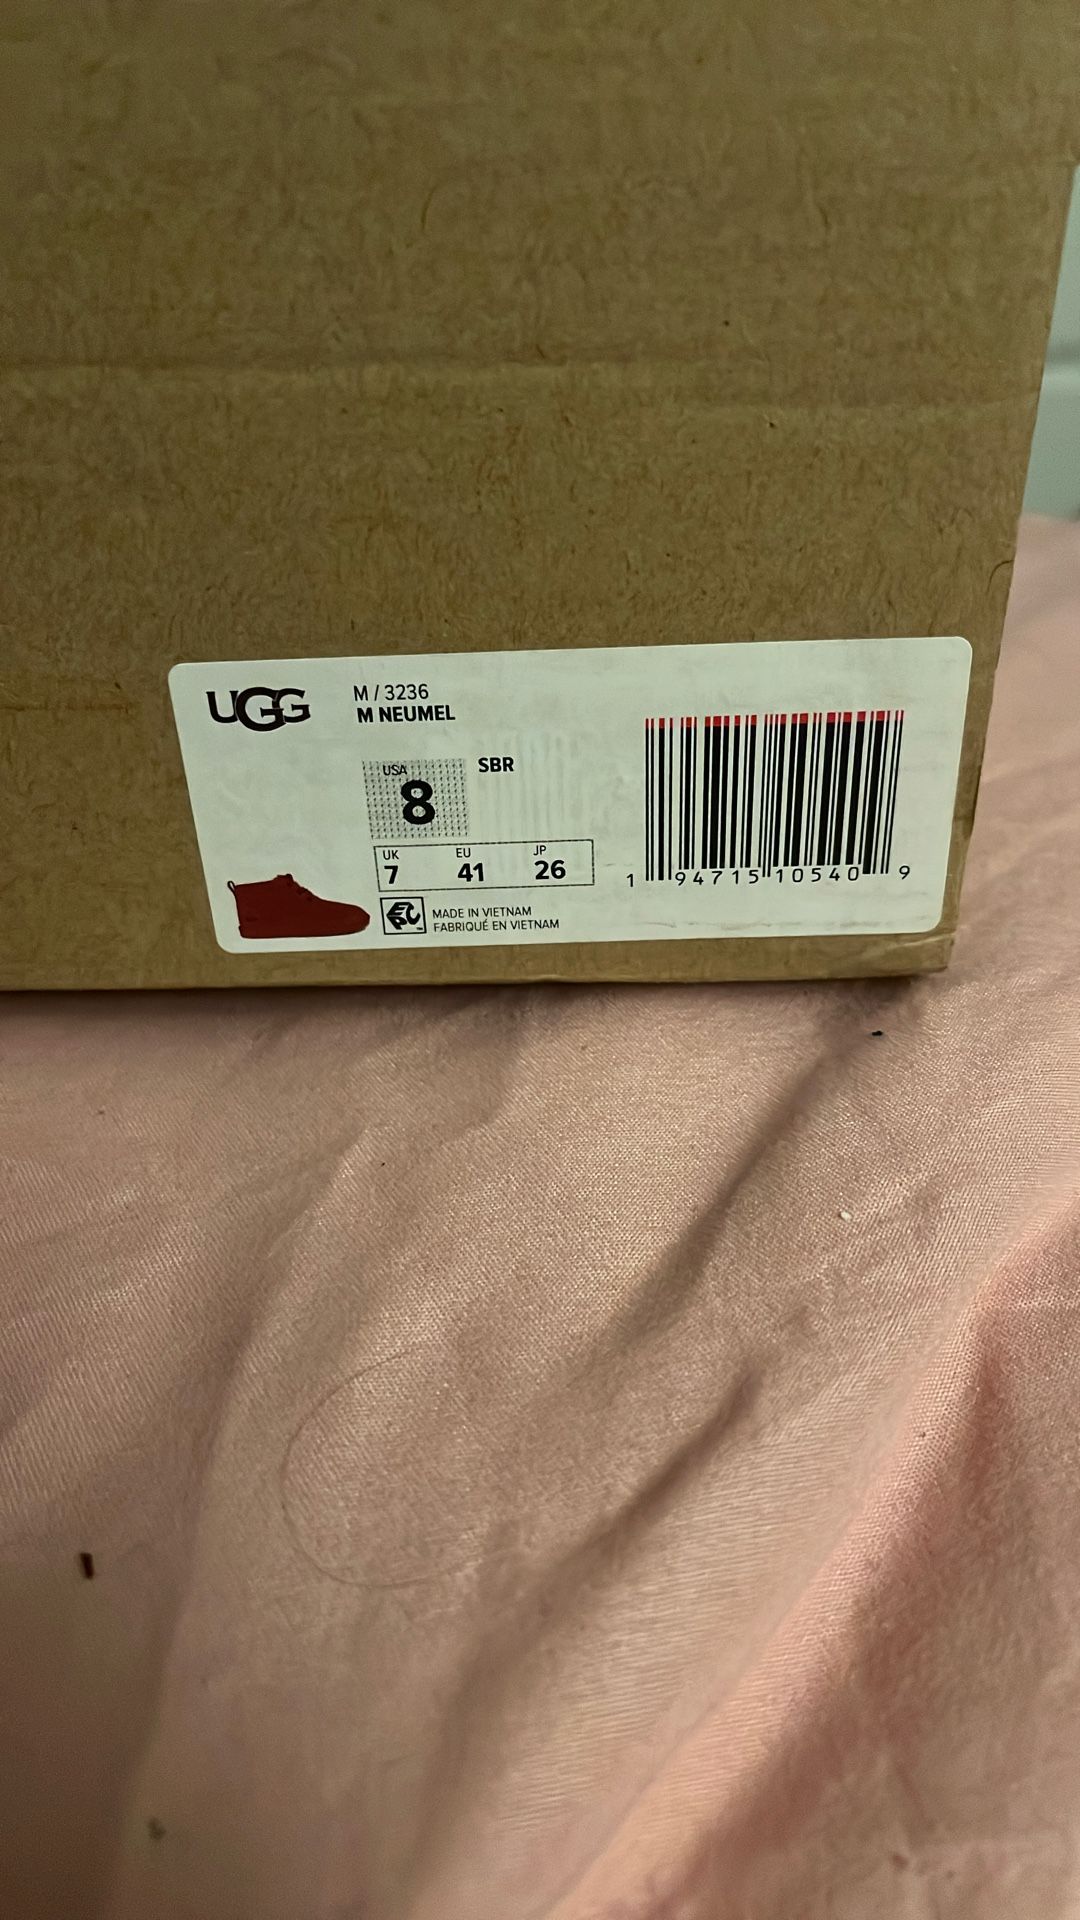 UGG
M / 3236
M NEUMEL
USA
8
SBR
UK EU JP
7 41 26
MADE IN VIETNAM
FABRIQUÉ EN VIETNAM
1 94715 10540 9